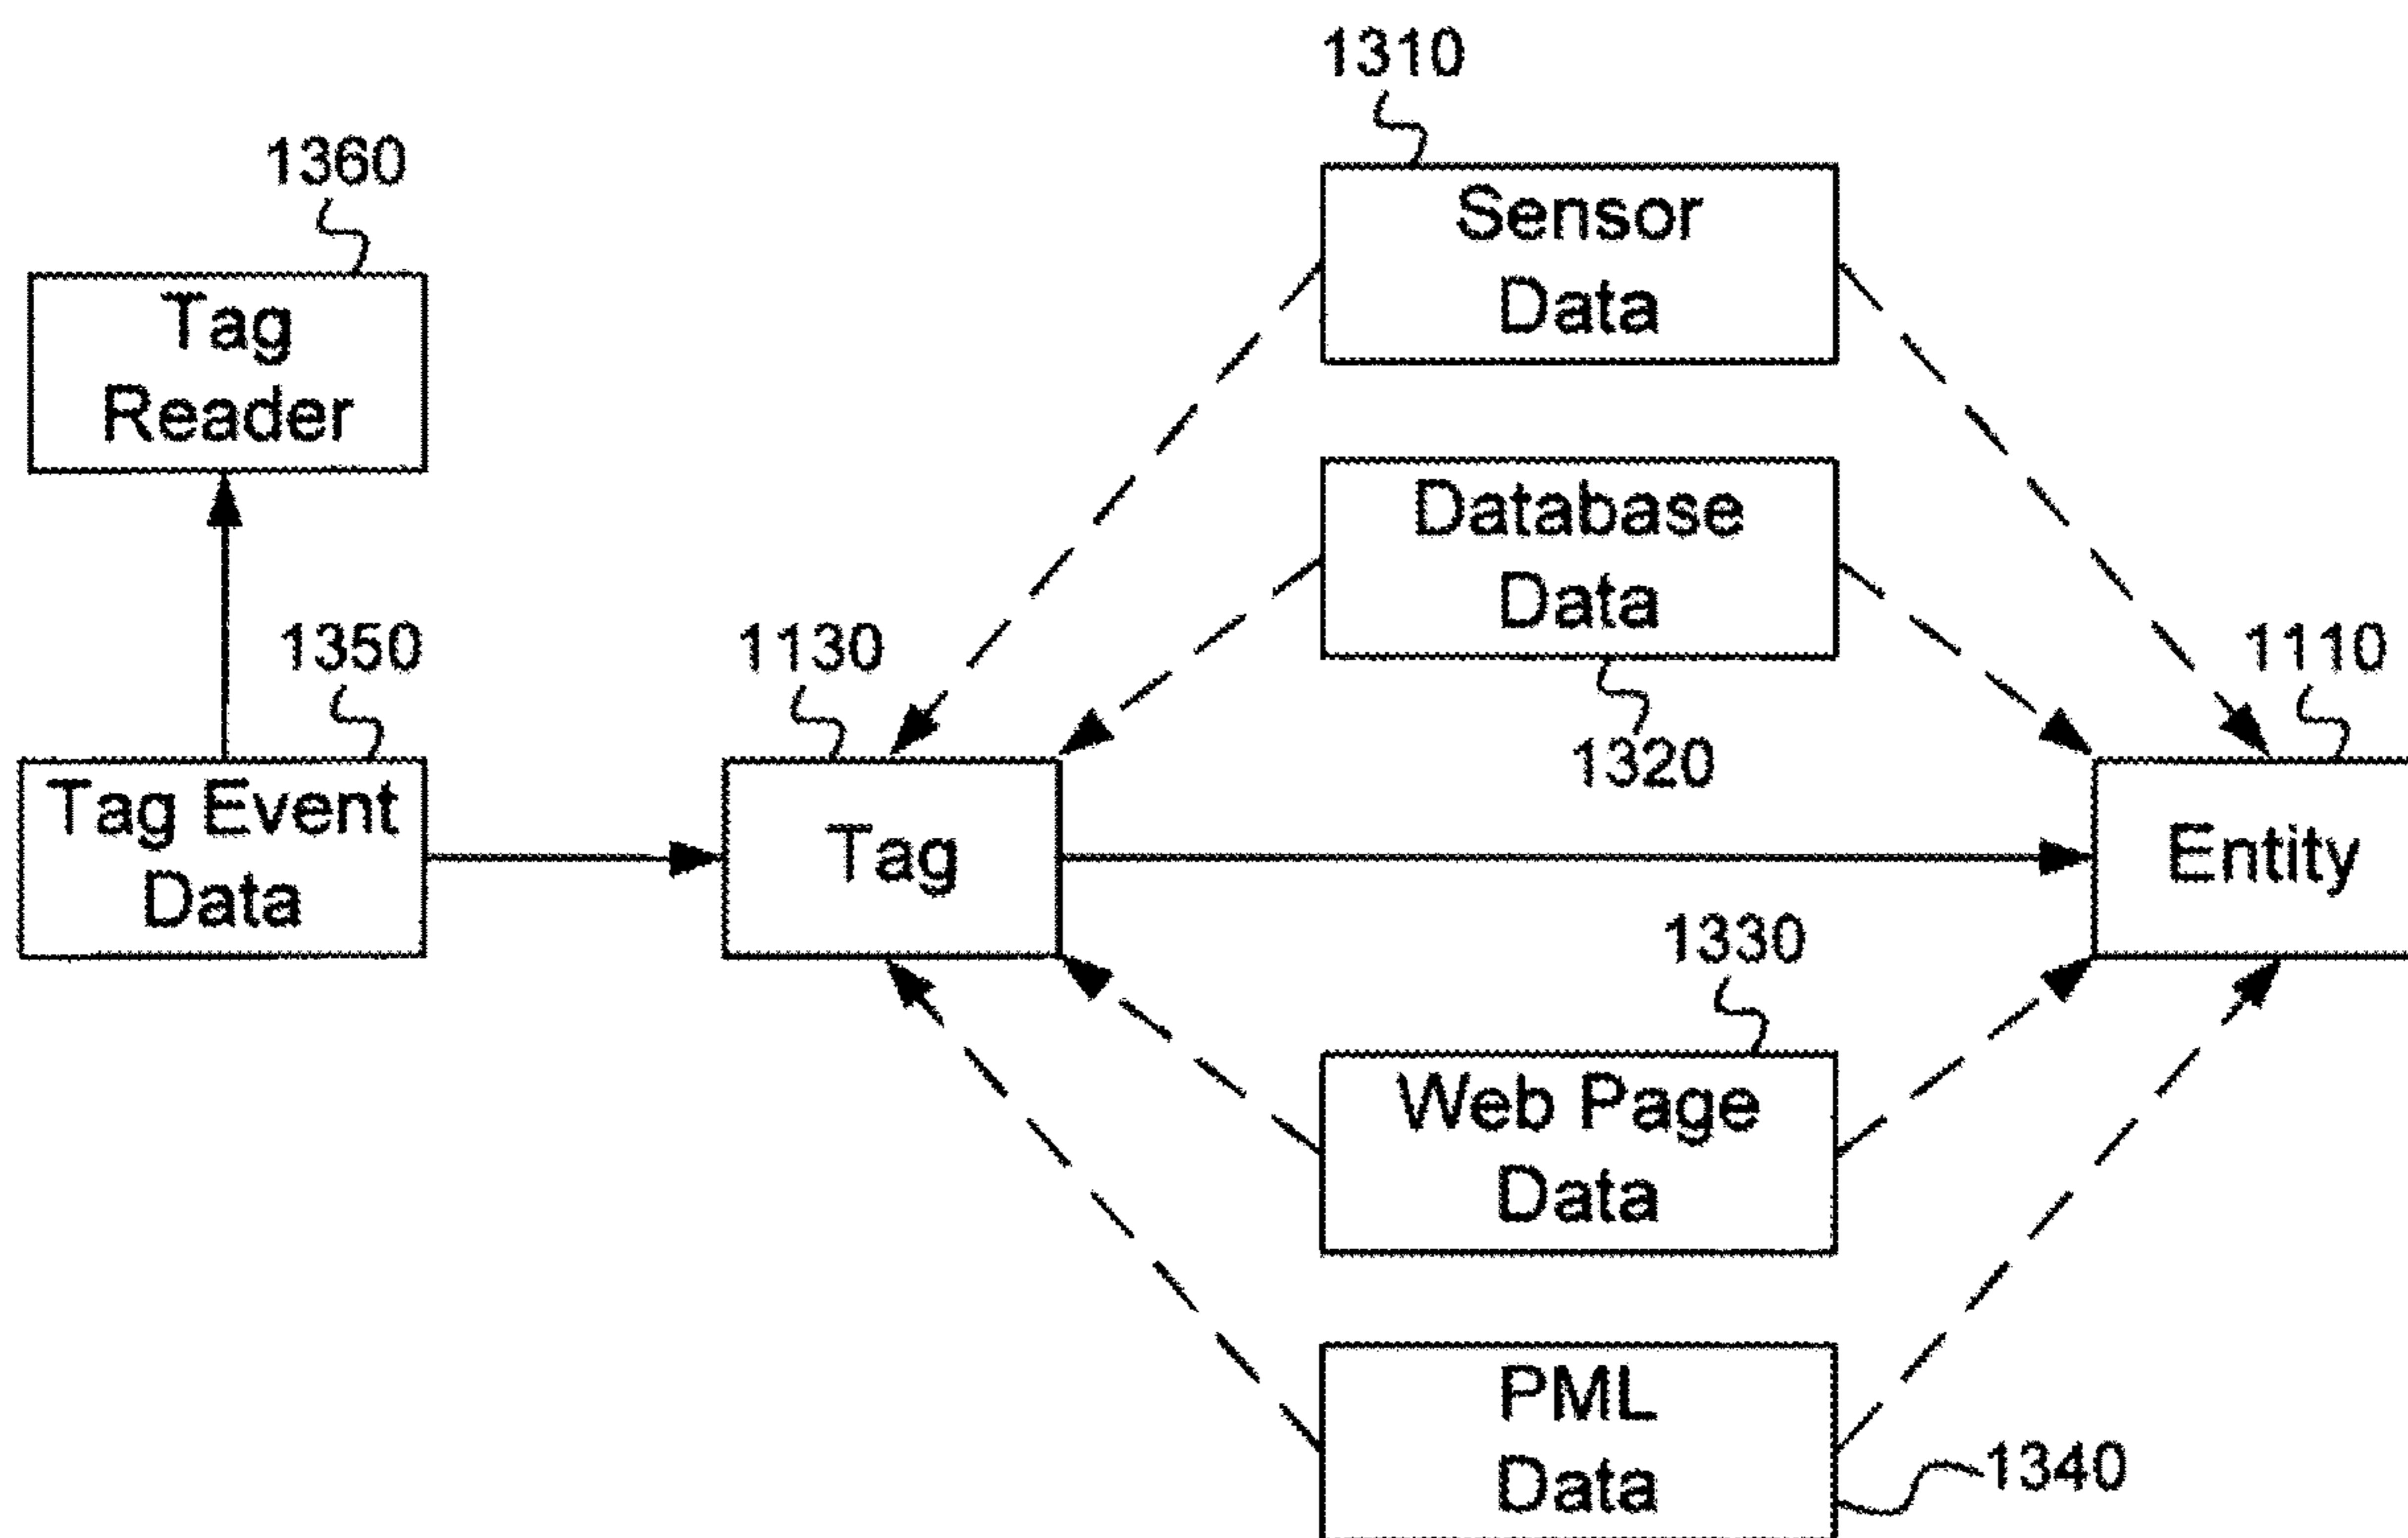 1310
1360
Sensor
Data
Tag
Reader
Database
Data
1350
1130
1110
1320
Tag Event
Data
Tag
Entity
1330
Web Page
Data
PML
Data
1340